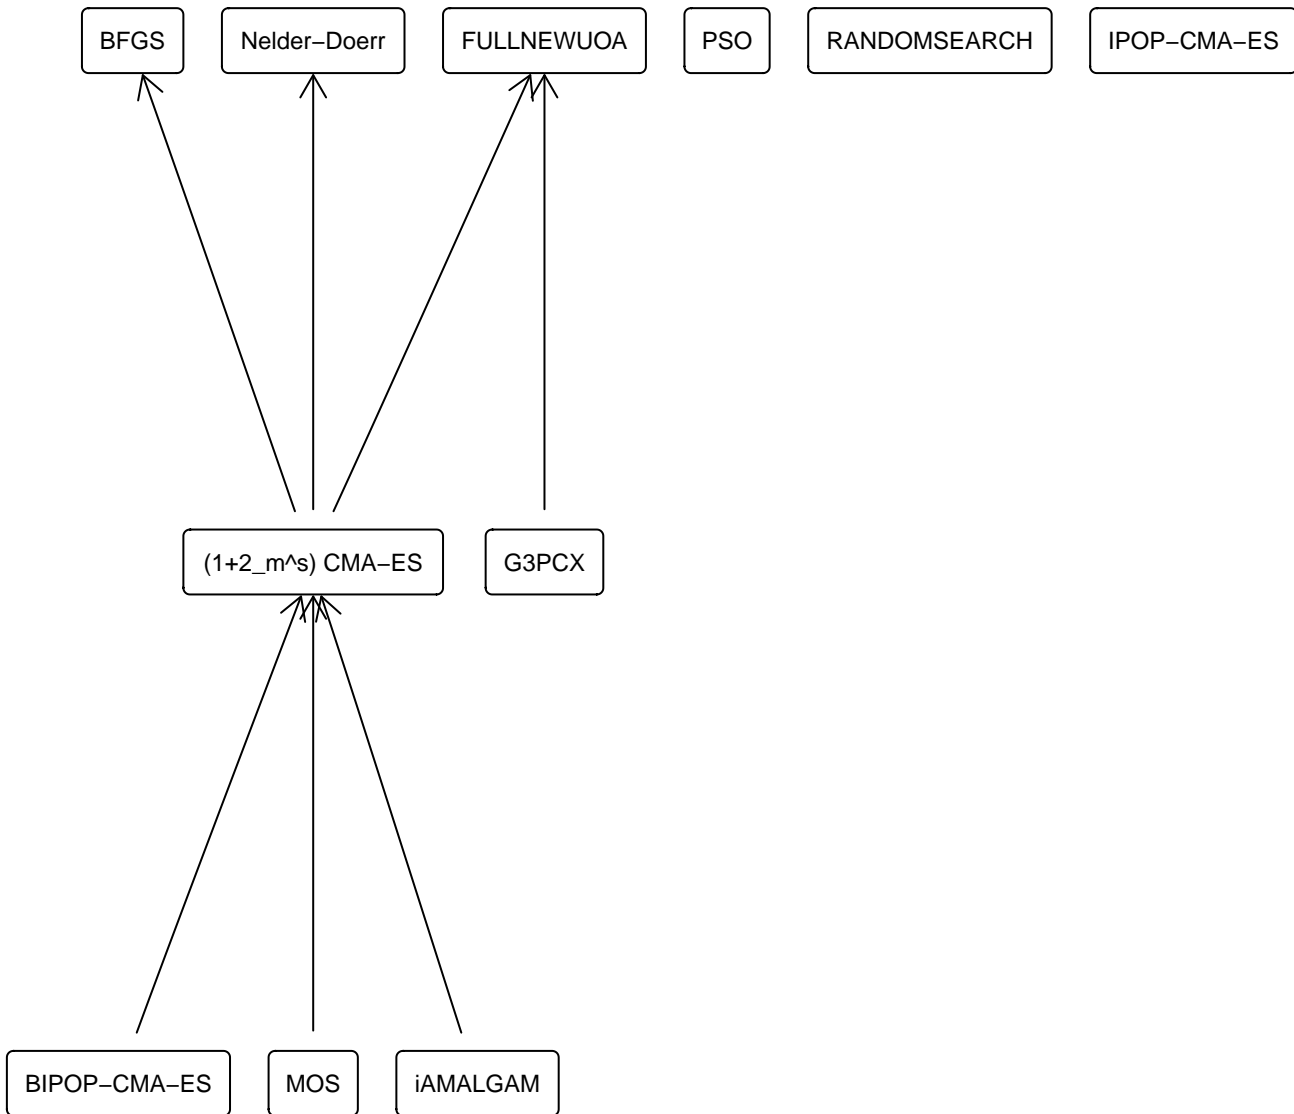 BFGS
Nelder−Doerr
FULLNEWUOA
PSO
RANDOMSEARCH
IPOP−CMA−ES
(1+2_m^s) CMA−ES
G3PCX
BIPOP−CMA−ES
MOS
iAMALGAM